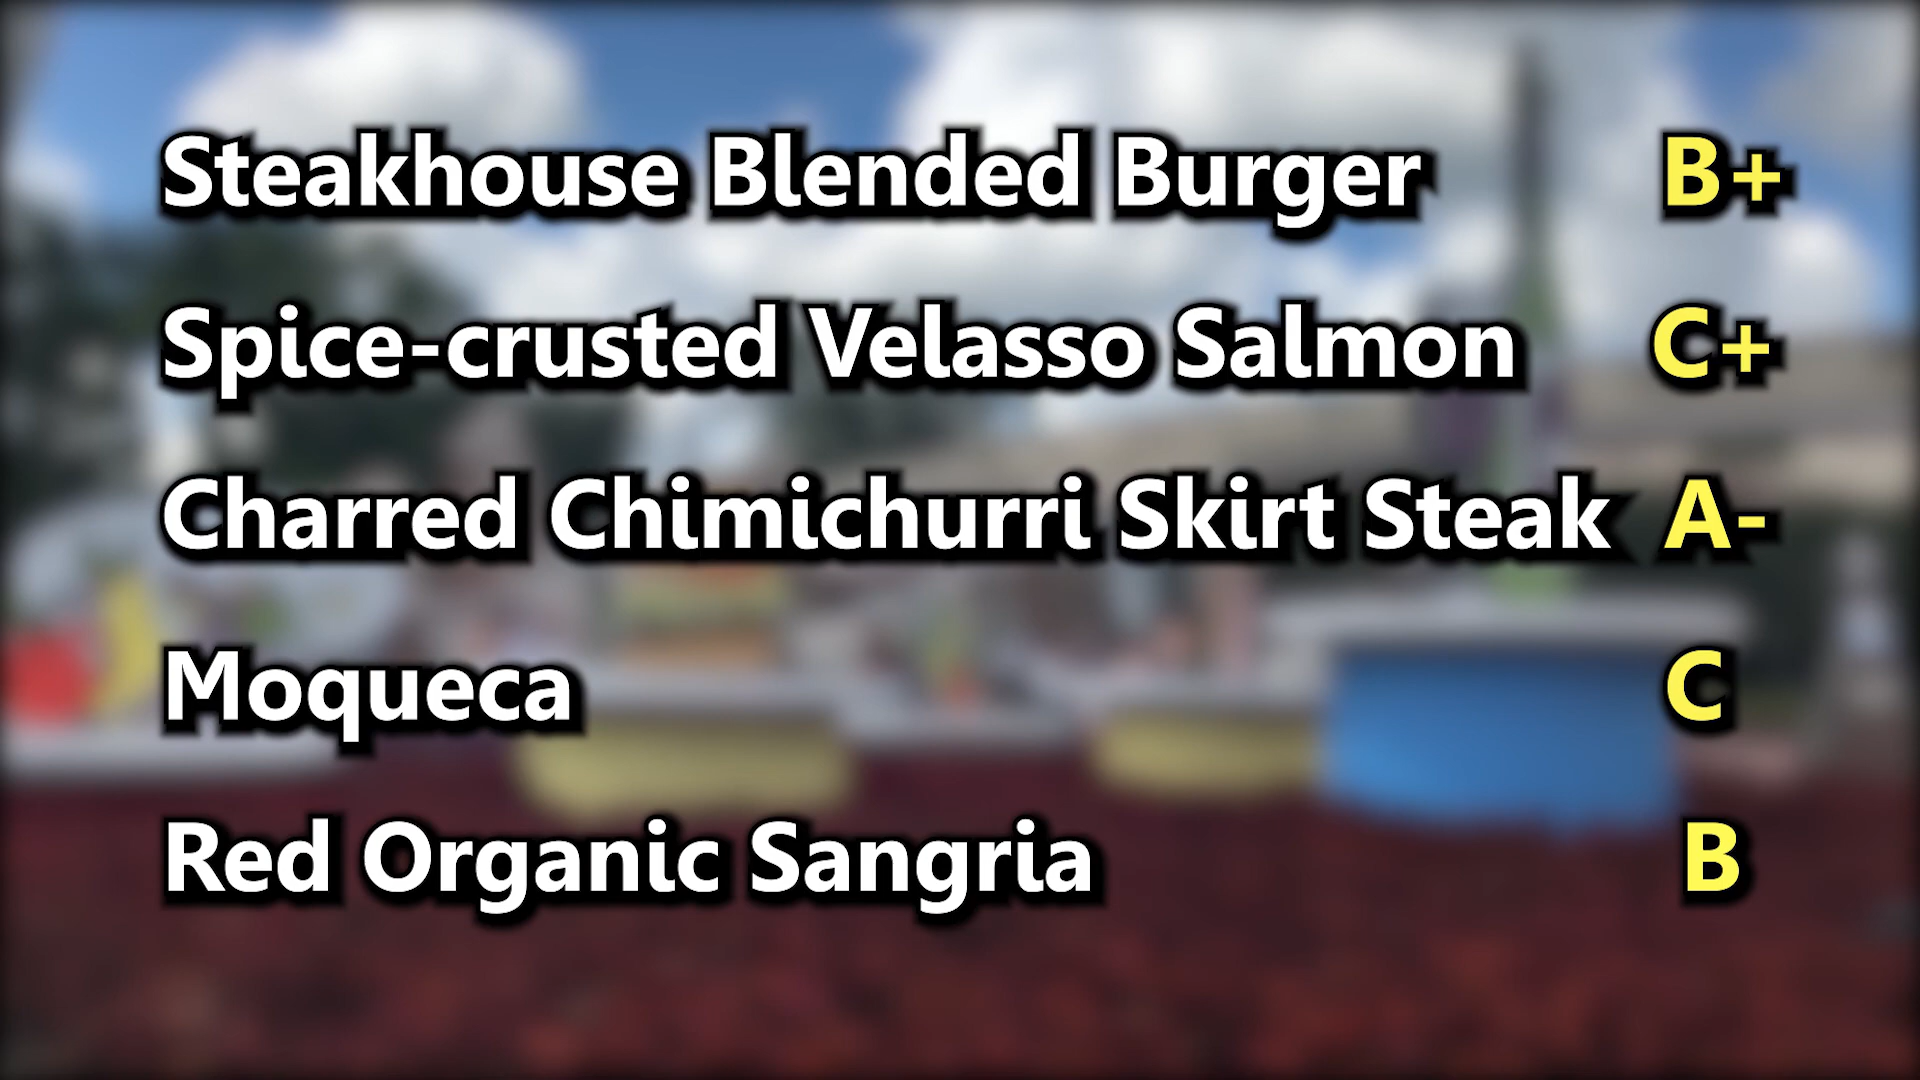 Steakhouse Blended Burger B+
Spice-crusted Velasso Salmon C+
Charred Chimichurri Skirt Steak A-
Moqueca C
Red Organic Sangria B